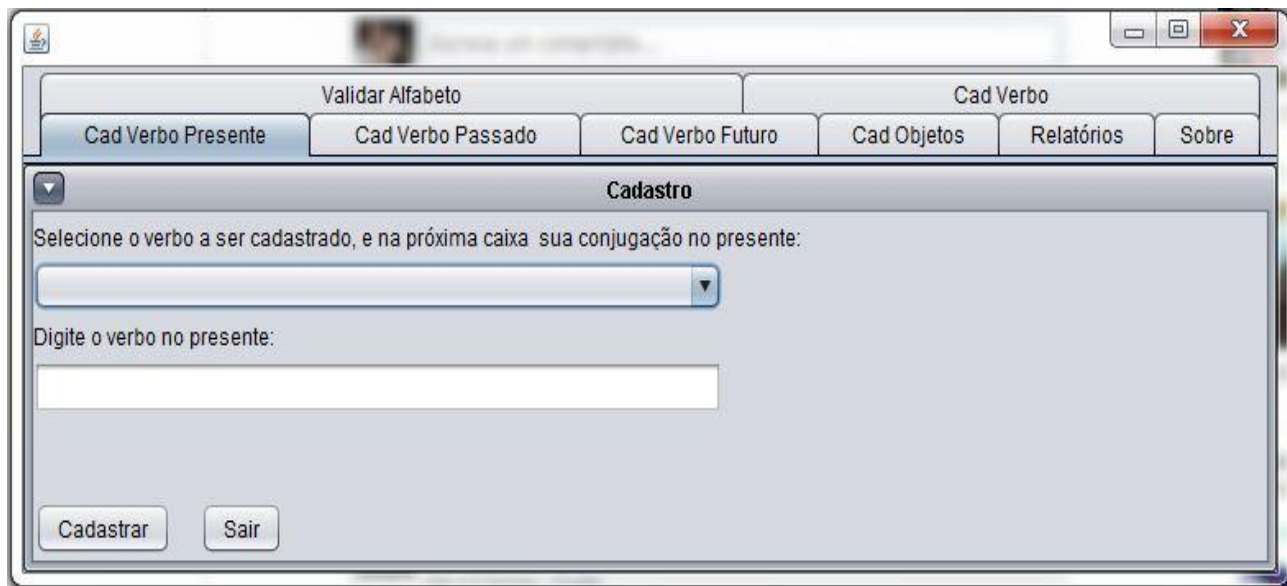 Validar Alfabeto Cad Verbo
Cad Verbo Presente Cad Verbo Passado Cad Verbo Futuro Cad Objetos Relatórios Sobre
Cadastro
Selecione o verbo a ser cadastrado, e na próxima caixa sua conjugação no presente:
Digite o verbo no presente:
Cadastrar Sair